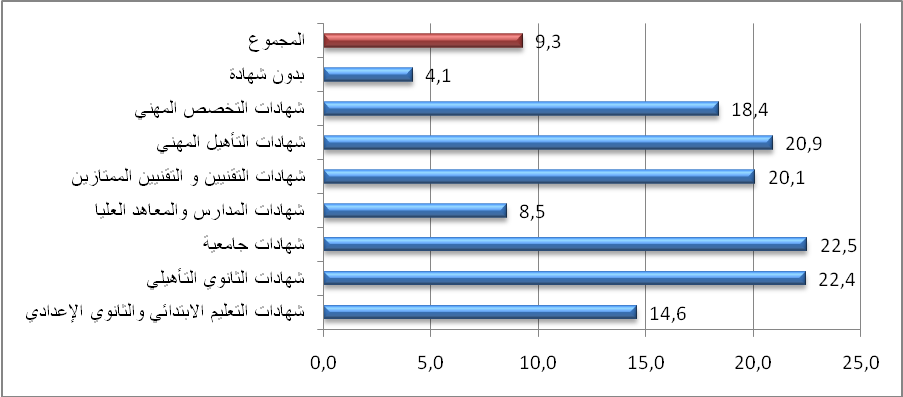 المجموع 9,3
بدون شهادة 4,1
شهادات التخصص المهني 18,4
شهادات التأهيل المهني 20,9
شهادات التقنيين و التقنيين الممتازين 20,1
شهادات المدارس والمعاهد العليا 8,5
شهادات جامعية 22,5
شهادات الثانوي التأهيلي 22,4
شهادات التعليم الابتدائي والثانوي الإعدادي 14,6
0,0 5,0 10,0 15,0 20,0 25,0